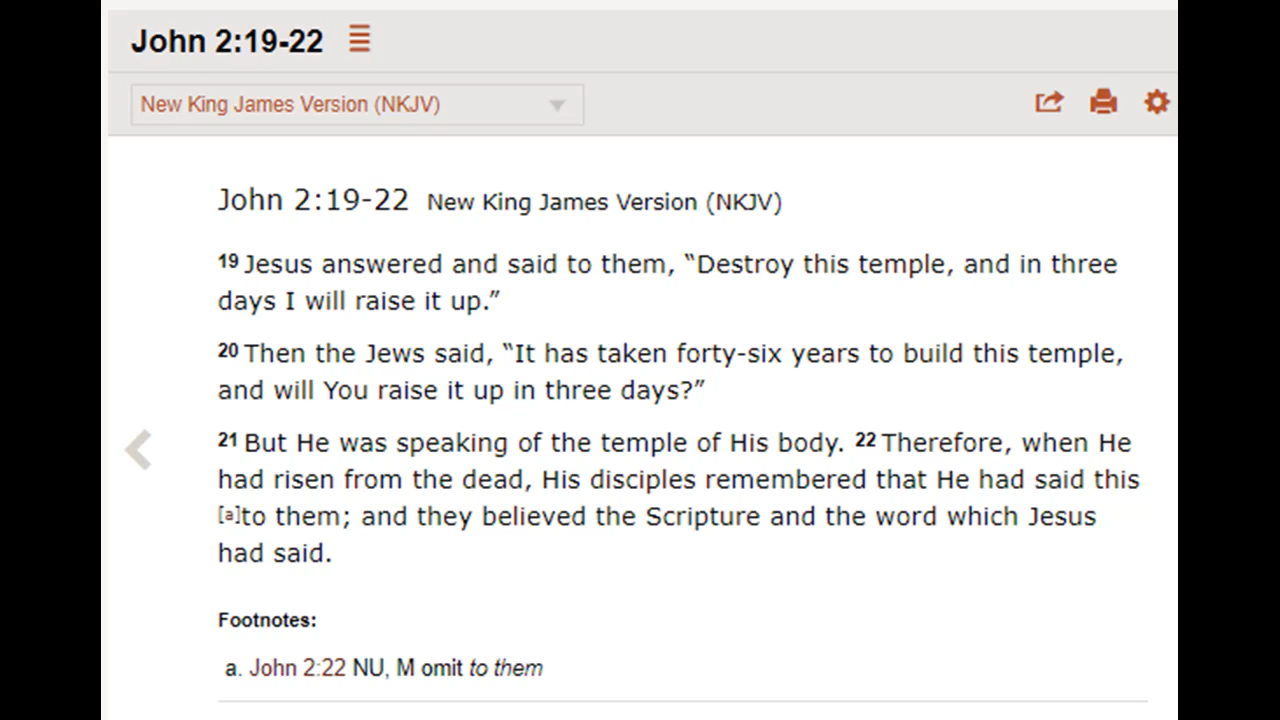 John 2:19-22
New King James Version (NKJV)
John 2:19-22 New King James Version (NKJV)
19 Jesus answered and said to them, “Destroy this temple, and in three
days I will raise it up.”
20 Then the Jews said, “It has taken forty-six years to build this temple,
and will You raise it up in three days?”
21 But He was speaking of the temple of His body. 22 Therefore, when He
had risen from the dead, His disciples remembered that He had said this
[a]to them; and they believed the Scripture and the word which Jesus
had said.
Footnotes:
a. John 2:22 NU, M omit to them